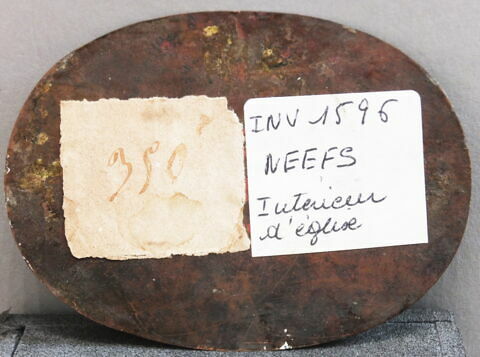 350
INV 1596
NEEFS
Intérieur
d'église